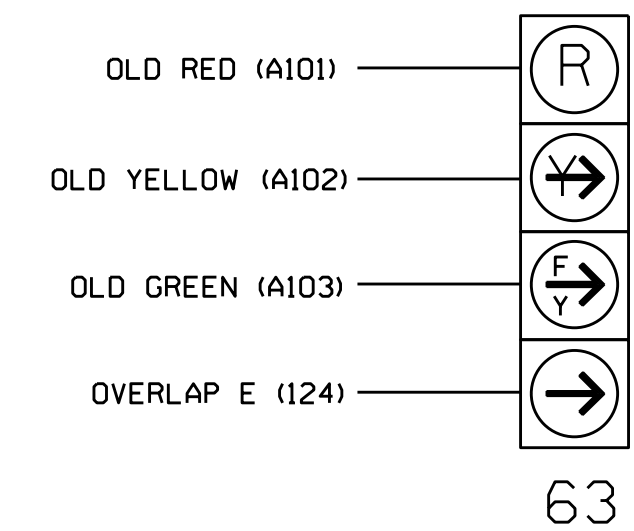 OLD RED (A101)
R
OLD YELLOW (A102)
Y
OLD GREEN (A103)
F
Y
OVERLAP E (124)
63